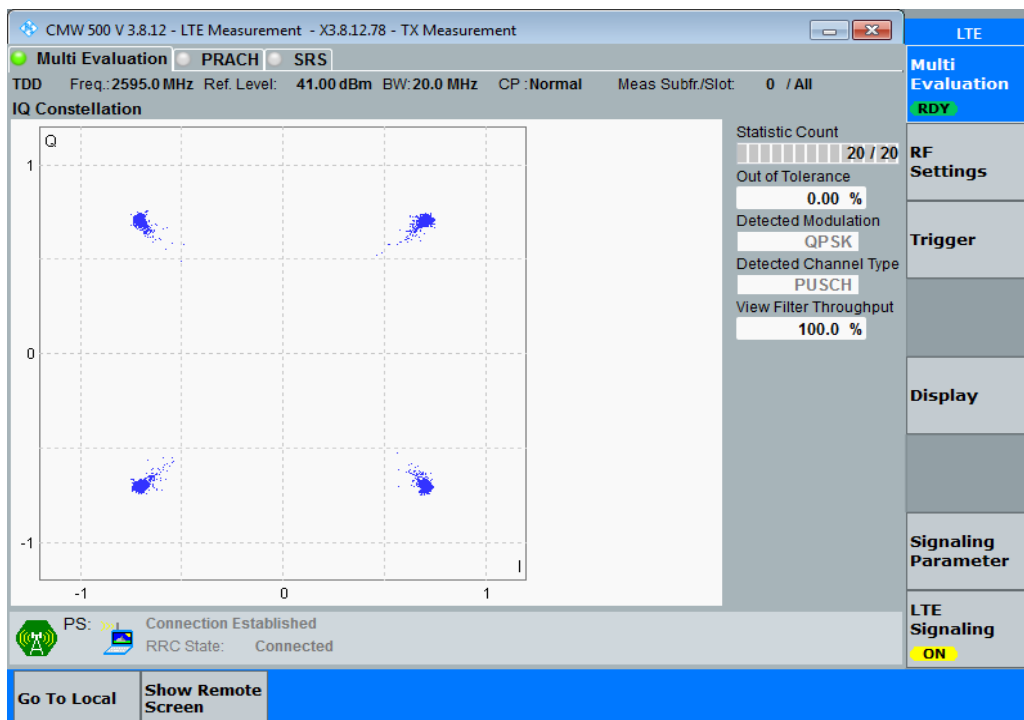 CMW 500 V 3.8.12 - LTE Measurement - X3.8.12.78 - TX Measurement
LTE
Multi Evaluation PRACH SRS
TDD Freq.:2595.0 MHz Ref. Level: 41.00 dBm BW:20.0 MHz CP :Normal Meas Subfr./Slot: 0 / All
IQ Constellation
Q
1
0
-1
-1 0 1
I
Statistic Count
20 / 20
Out of Tolerance
0.00 %
Detected Modulation
QPSK
Detected Channel Type
PUSCH
View Filter Throughput
100.0 %
Multi
Evaluation
RDY
RF
Settings
Trigger
Display
Signaling
Parameter
LTE
Signaling
ON
PS: Connection Established
RRC State: Connected
Go To Local
Show Remote
Screen